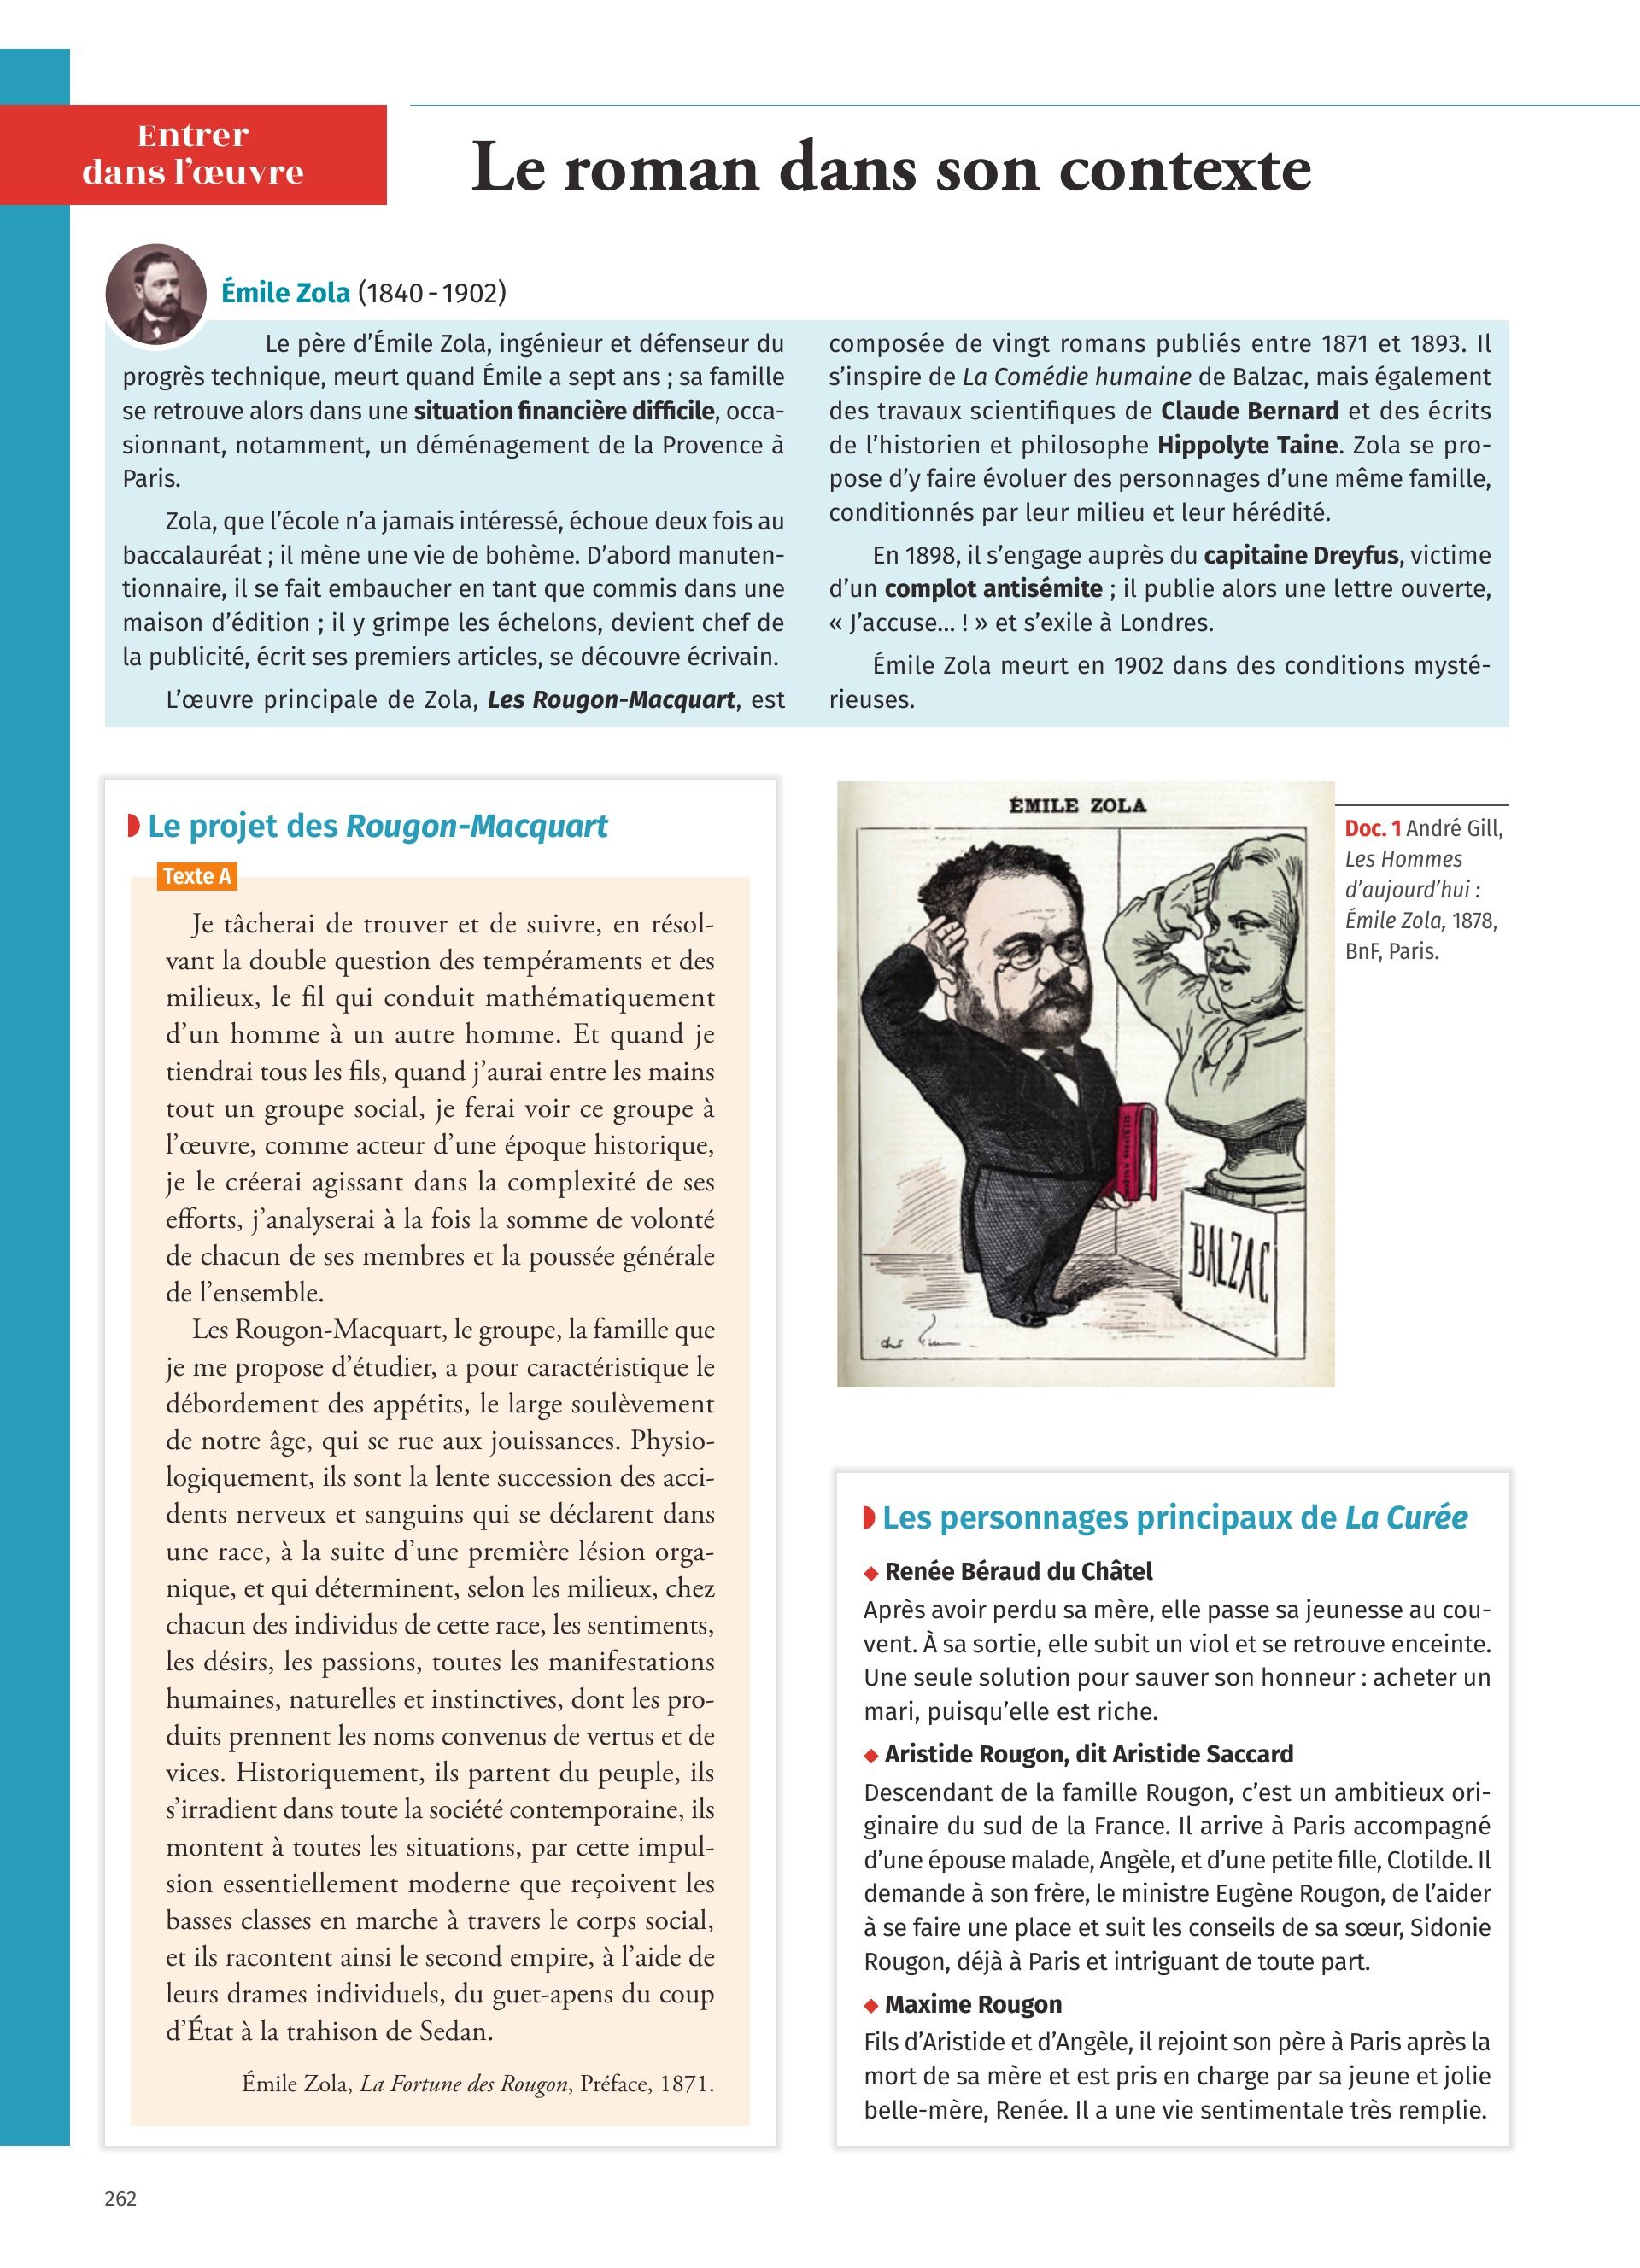 Entrer
dans l’œuvre
Le roman dans son contexte
Émile Zola (1840 - 1902)
Le père d’Émile Zola, ingénieur et défenseur du
progrès technique, meurt quand Émile a sept ans ; sa famille
se retrouve alors dans une situation financière difficile, occa-
sionnant, notamment, un déménagement de la Provence à
Paris.
Zola, que l’école n’a jamais intéressé, échoue deux fois au
baccalauréat ; il mène une vie de bohème. D’abord manuten-
tionnaire, il se fait embaucher en tant que commis dans une
maison d’édition ; il y grimpe les échelons, devient chef de
la publicité, écrit ses premiers articles, se découvre écrivain.
L’œuvre principale de Zola, Les Rougon-Macquart, est
composée de vingt romans publiés entre 1871 et 1893. Il
s’inspire de La Comédie humaine de Balzac, mais également
des travaux scientifiques de Claude Bernard et des écrits
de l’historien et philosophe Hippolyte Taine. Zola se pro-
pose d’y faire évoluer des personnages d’une même famille,
conditionnés par leur milieu et leur hérédité.
En 1898, il s’engage auprès du capitaine Dreyfus, victime
d’un complot antisémite ; il publie alors une lettre ouverte,
« J’accuse… ! » et s’exile à Londres.
Émile Zola meurt en 1902 dans des conditions mysté-
rieuses.
Le projet des Rougon-Macquart
Texte A
Je tâcherai de trouver et de suivre, en résol-
vant la double question des tempéraments et des
milieux, le fil qui conduit mathématiquement
d’un homme à un autre homme. Et quand je
tiendrai tous les fils, quand j’aurai entre les mains
tout un groupe social, je ferai voir ce groupe à
l’œuvre, comme acteur d’une époque historique,
je le créerai agissant dans la complexité de ses
efforts, j’analyserai à la fois la somme de volonté
de chacun de ses membres et la poussée générale
de l’ensemble.
Les Rougon-Macquart, le groupe, la famille que
je me propose d’étudier, a pour caractéristique le
débordement des appétits, le large soulèvement
de notre âge, qui se rue aux jouissances. Physio-
logiquement, ils sont la lente succession des acci-
dents nerveux et sanguins qui se déclarent dans
une race, à la suite d’une première lésion orga-
nique, et qui déterminent, selon les milieux, chez
chacun des individus de cette race, les sentiments,
les désirs, les passions, toutes les manifestations
humaines, naturelles et instinctives, dont les pro-
duits prennent les noms convenus de vertus et de
vices. Historiquement, ils partent du peuple, ils
s’irradient dans toute la société contemporaine, ils
montent à toutes les situations, par cette impul-
sion essentiellement moderne que reçoivent les
basses classes en marche à travers le corps social,
et ils racontent ainsi le second empire, à l’aide de
leurs drames individuels, du guet-apens du coup
d’État à la trahison de Sedan.
Émile Zola, La Fortune des Rougon, Préface, 1871.
ÉMILE ZOLA
BALZAC
Doc. 1 André Gill,
Les Hommes
d’aujourd’hui :
Émile Zola, 1878,
BnF, Paris.
Les personnages principaux de La Curée
◆ Renée Béraud du Châtel
Après avoir perdu sa mère, elle passe sa jeunesse au cou-
vent. À sa sortie, elle subit un viol et se retrouve enceinte.
Une seule solution pour sauver son honneur : acheter un
mari, puisqu’elle est riche.
◆ Aristide Rougon, dit Aristide Saccard
Descendant de la famille Rougon, c’est un ambitieux ori-
ginaire du sud de la France. Il arrive à Paris accompagné
d’une épouse malade, Angèle, et d’une petite fille, Clotilde. Il
demande à son frère, le ministre Eugène Rougon, de l’aider
à se faire une place et suit les conseils de sa sœur, Sidonie
Rougon, déjà à Paris et intriguant de toute part.
◆ Maxime Rougon
Fils d’Aristide et d’Angèle, il rejoint son père à Paris après la
mort de sa mère et est pris en charge par sa jeune et jolie
belle-mère, Renée. Il a une vie sentimentale très remplie.
262